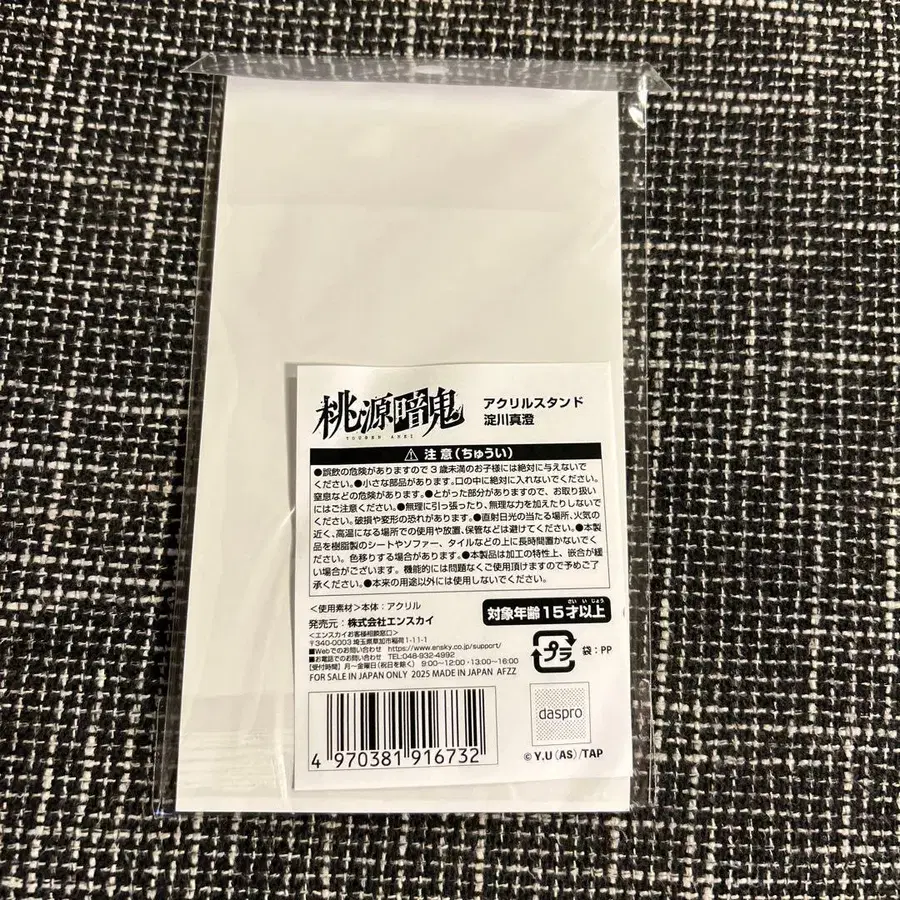 桃源暗鬼
TOUGEN ANKI
アクリルスタンド
淀川真澄
⚠ 注意(ちゅうい)
●誤飲の危険がありますので3歳未満のお子様には絶対に与えないで
ください。●小さな部品があります。口の中に絶対に入れないでください。
窒息などの危険があります。●とがった部分がありますので、お取り扱い
にはご注意ください。●無理に引っ張ったり、無理な力を加えたりしないで
ください。破損や変形の恐れがあります。●直射日光の当たる場所、火気の
近く、高温になる場所での使用や放置、保管などは避けてください。●本製
品を樹脂製のシートやソファー、タイルなどの上に長時間置かないでくだ
さい。色移りする場合があります。●本製品は加工の特性上、嵌合が緩
い場合がございます。機能的には問題なくご使用頂けますので予めご了
承ください。●本来の用途以外には使用しないでください。
<使用素材>本体:アクリル
発売元:株式会社エンスカイ
<エンスカイお客様相談窓口>
〒340-0003 埼玉県草加市稲荷1-11-1
■Webでのお問い合わせ https://www.ensky.co.jp/support/
■お電話でのお問い合わせ TEL:048-932-4992
[受付時間] 月~金曜日(祝日を除く) 9:00~12:00・13:00~16:00
FOR SALE IN JAPAN ONLY 2025 MADE IN JAPAN AFZZ
たいしょうねんれい さい いじょう
対象年齢15才以上
プラ
袋:PP
4 970381 916732
daspro
©Y.U(AS)/TAP